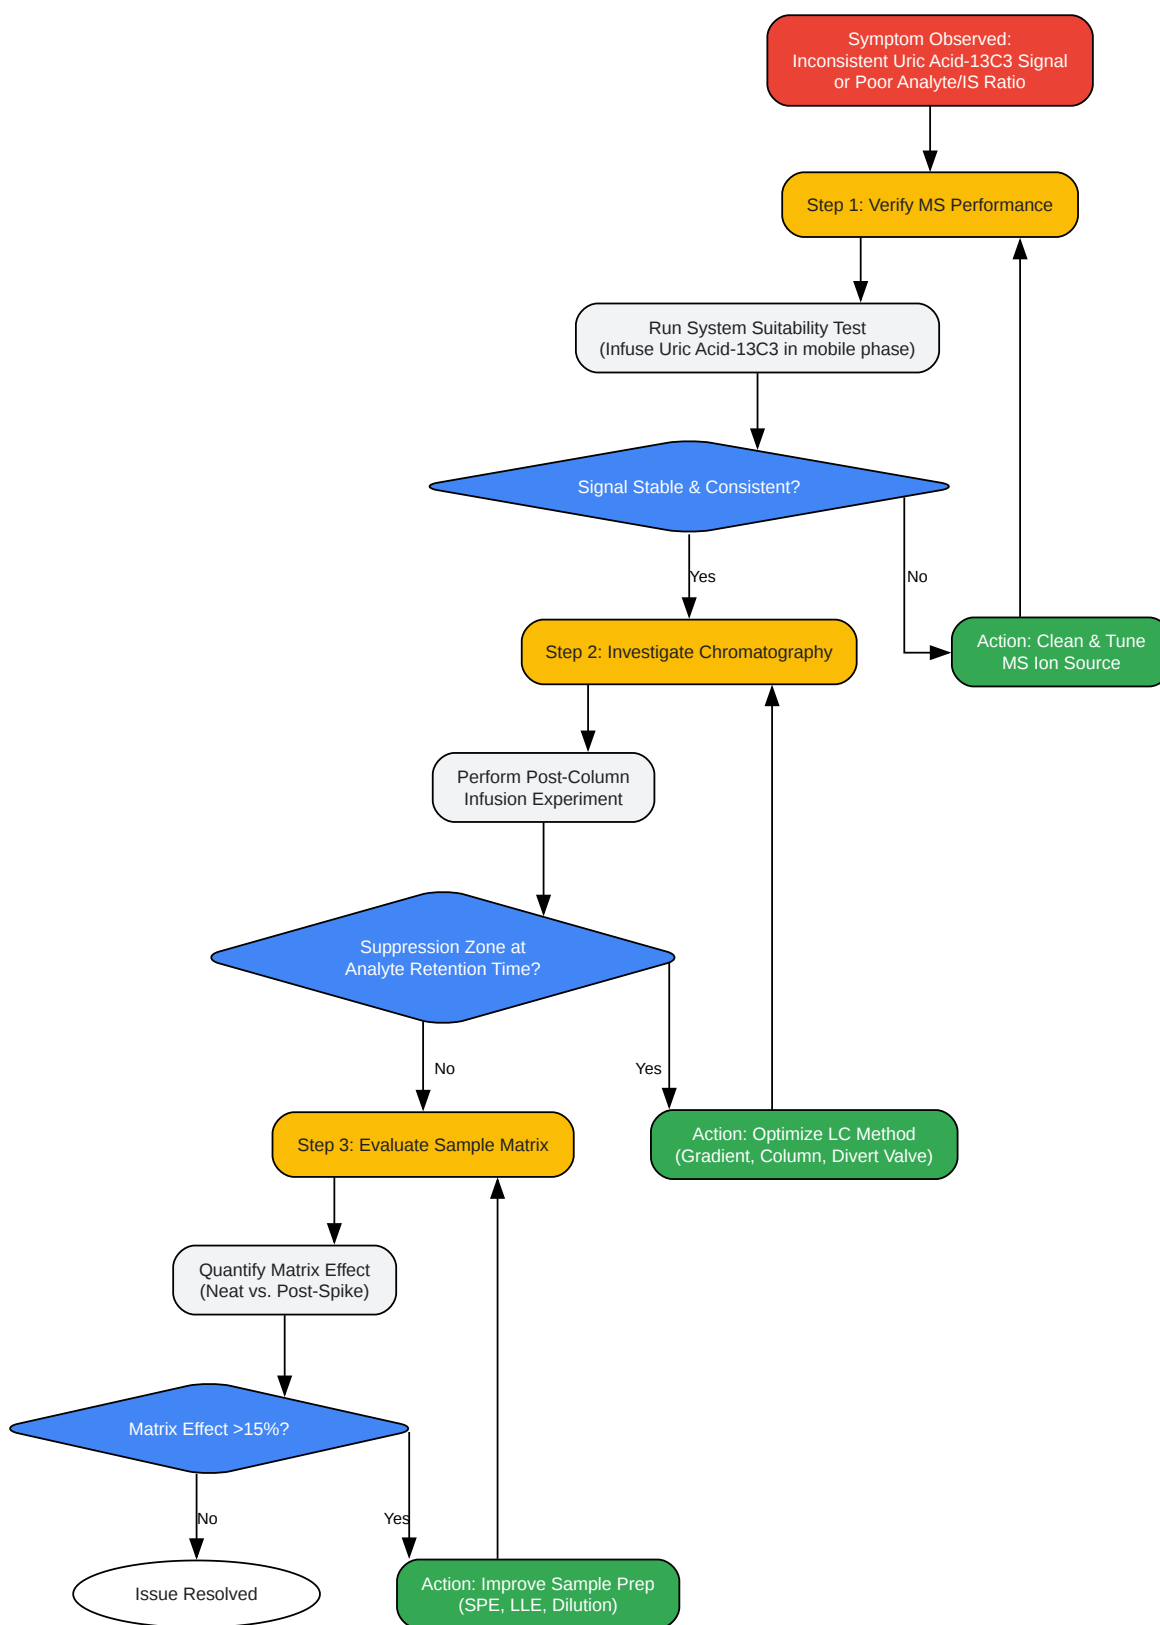 Symptom Observed:
Inconsistent Uric Acid-13C3 Signal
or Poor Analyte/IS Ratio
Step 1: Verify MS Performance
Run System Suitability Test
(Infuse Uric Acid-13C3 in mobile phase)
Signal Stable & Consistent?
Yes
No
Step 2: Investigate Chromatography
Action: Clean & Tune
MS Ion Source
Perform Post-Column
Infusion Experiment
Suppression Zone at
Analyte Retention Time?
No
Yes
Step 3: Evaluate Sample Matrix
Action: Optimize LC Method
(Gradient, Column, Divert Valve)
Quantify Matrix Effect
(Neat vs. Post-Spike)
Matrix Effect >15%?
No
Yes
Issue Resolved
Action: Improve Sample Prep
(SPE, LLE, Dilution)